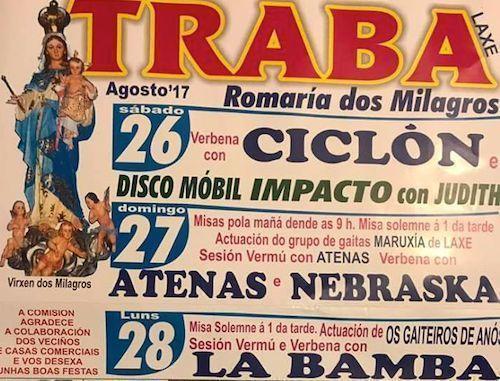 TRABA
LAXE
Agosto'17
Romaría dos Milagros
sábado
26
Verbena
con
CICLÓN e
DISCO MÓBIL IMPACTO con JUDITH
domingo
27
Misas pola mañá dende as 9 h. Misa solemne á 1 da tarde
Actuación do grupo de gaitas MARUXÍA de LAXE
Sesión Vermú con ATENAS Verbena con
ATENAS e NEBRASKA
Virxen dos Milagros
A COMISION
AGRADECE
A COLABORACIÓN
DOS VECIÑOS
E CASAS COMERCIAIS
E VOS DESEXA
UNHAS BOAS FESTAS
Luns
28
Misa Solemne á 1 da tarde. Actuación de OS GAITEIROS DE ANÓS
Sesión Vermú e Verbena con
LA BAMBA